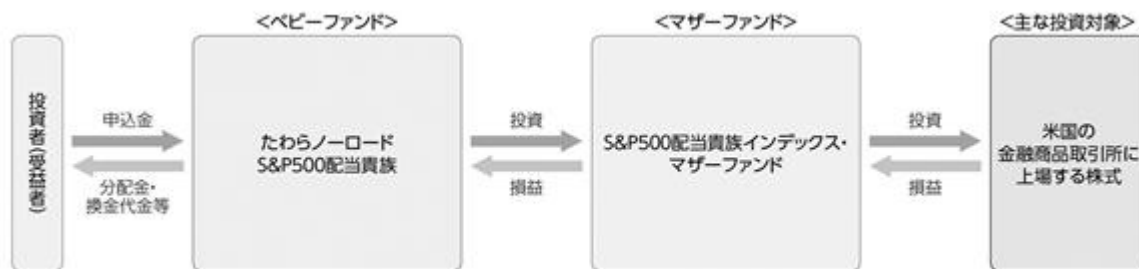 <ベビーファンド>
<マザーファンド>
<主な投資対象>
投資者(受益者)
申込金
分配金・
換金代金等
たわらノーロード
S&P500配当貴族
投資
損益
S&P500配当貴族インデックス・
マザーファンド
投資
損益
米国の
金融商品取引所に
上場する株式